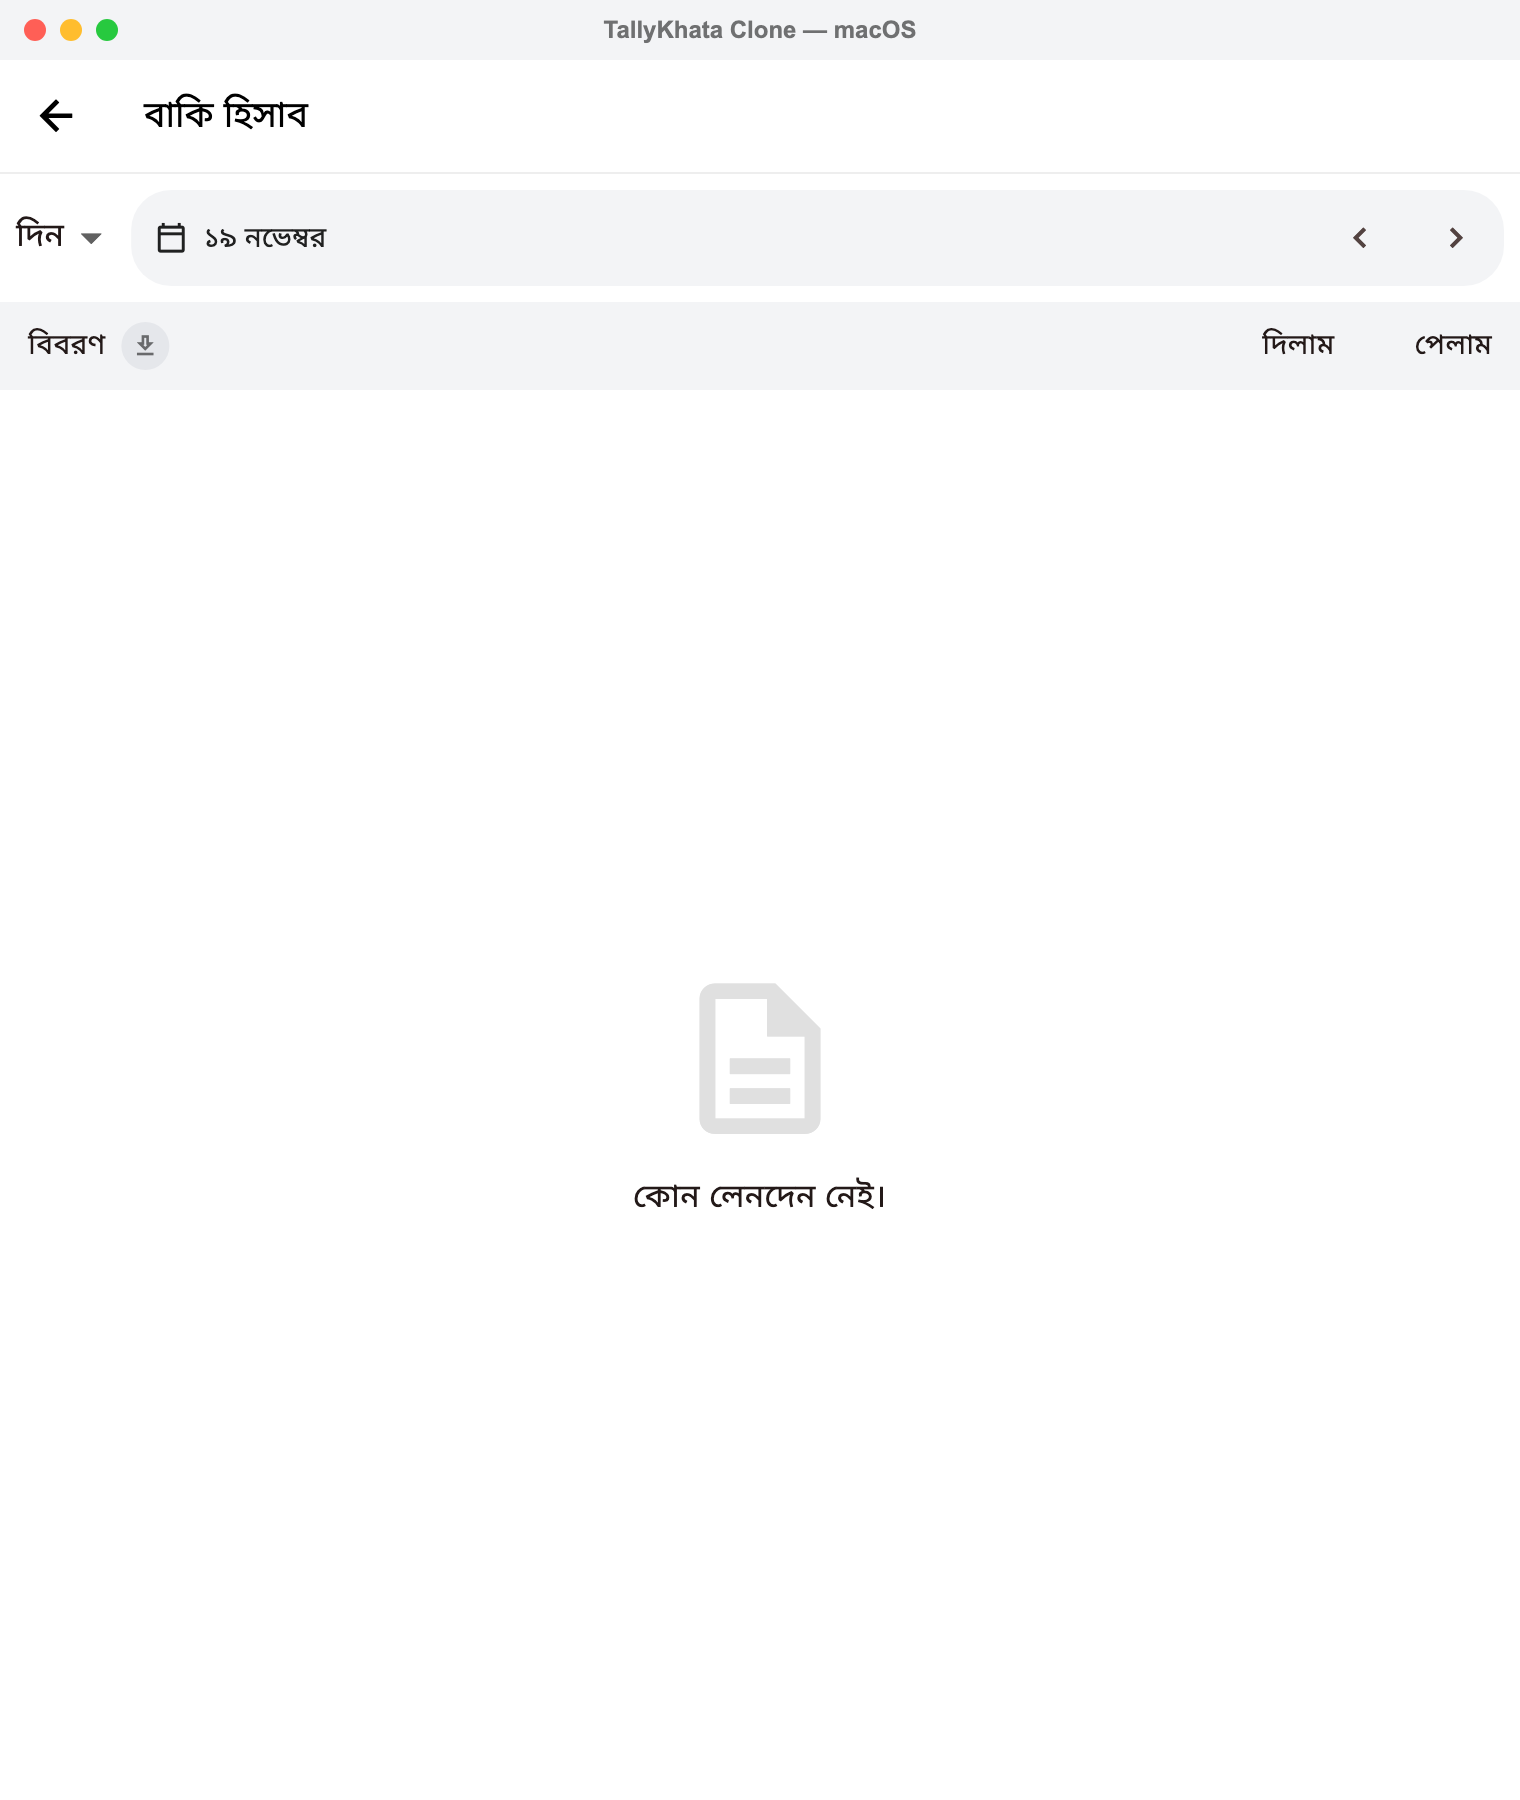 TallyKhata Clone — macOS
বাকি হিসাব
দিন
১৯ নভেম্বর
বিবরণ দিলাম পেলাম
কোন লেনদেন নেই।